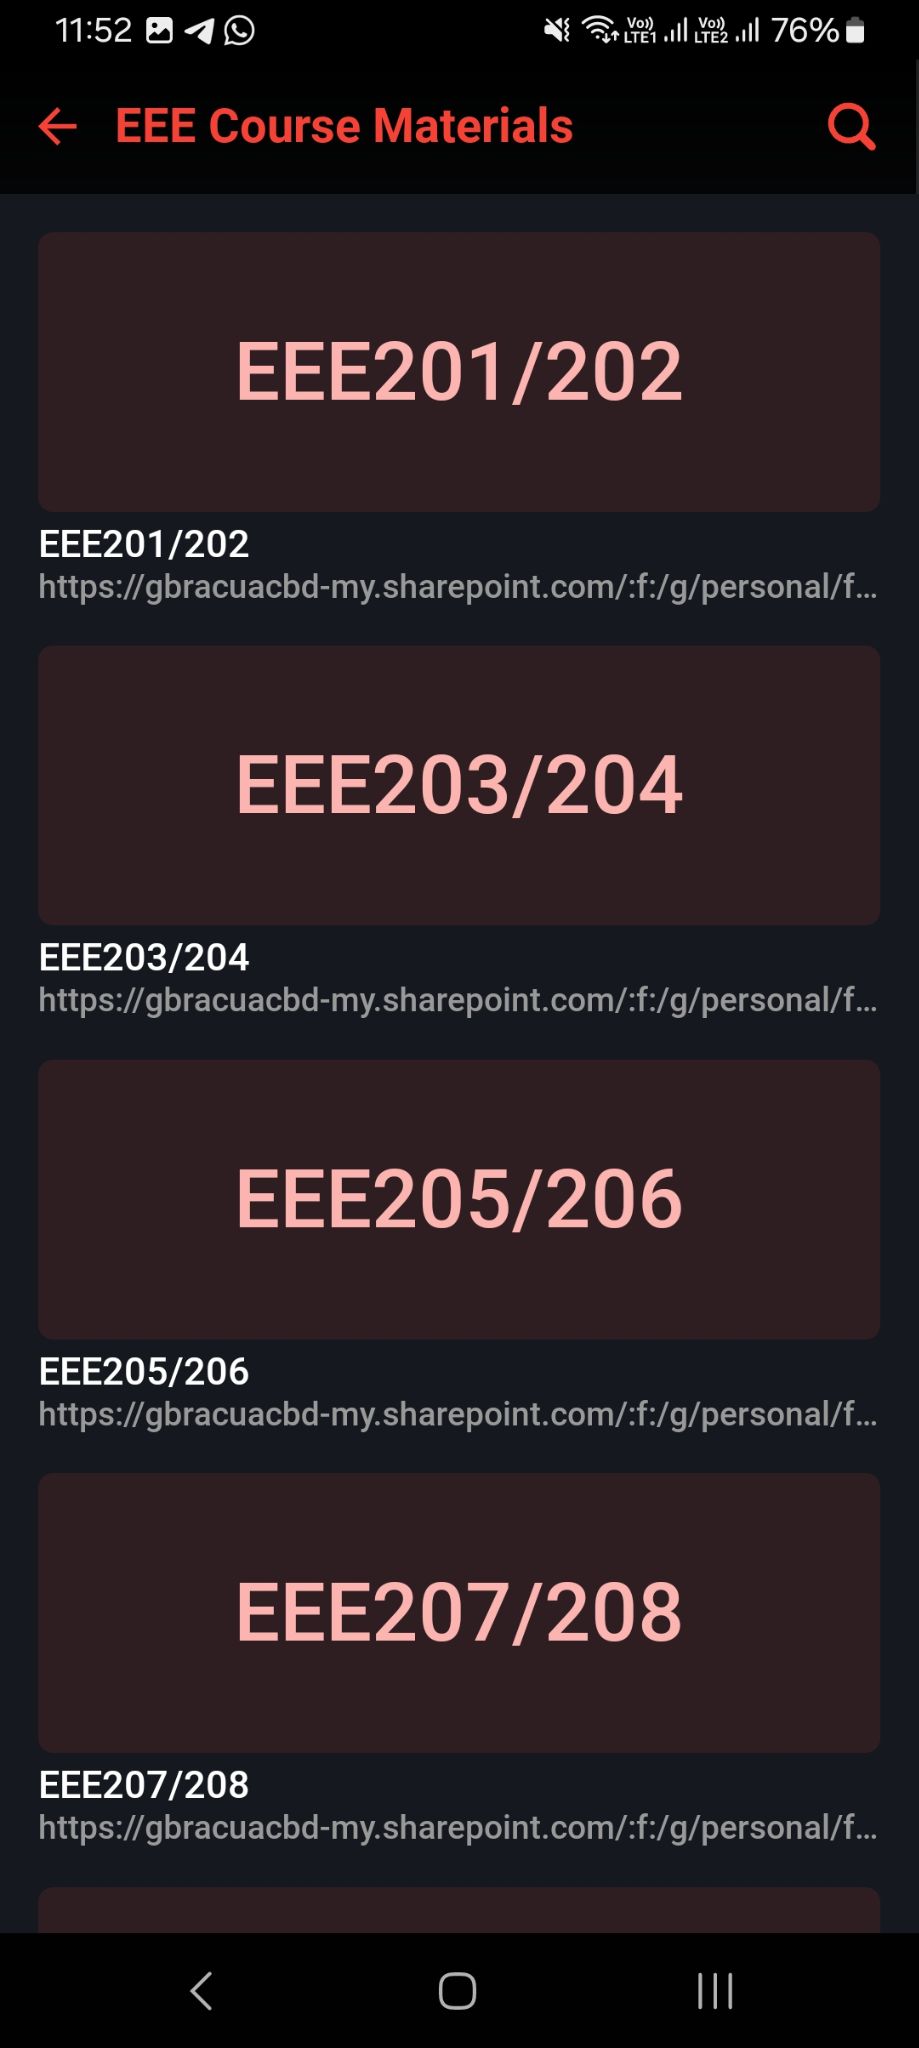 11:52 Vo)) LTE1 Vo)) LTE2 76%
EEE Course Materials
EEE201/202
EEE201/202
https://gbracuacbd-my.sharepoint.com/:f:/g/personal/f...
EEE203/204
EEE203/204
https://gbracuacbd-my.sharepoint.com/:f:/g/personal/f...
EEE205/206
EEE205/206
https://gbracuacbd-my.sharepoint.com/:f:/g/personal/f...
EEE207/208
EEE207/208
https://gbracuacbd-my.sharepoint.com/:f:/g/personal/f...